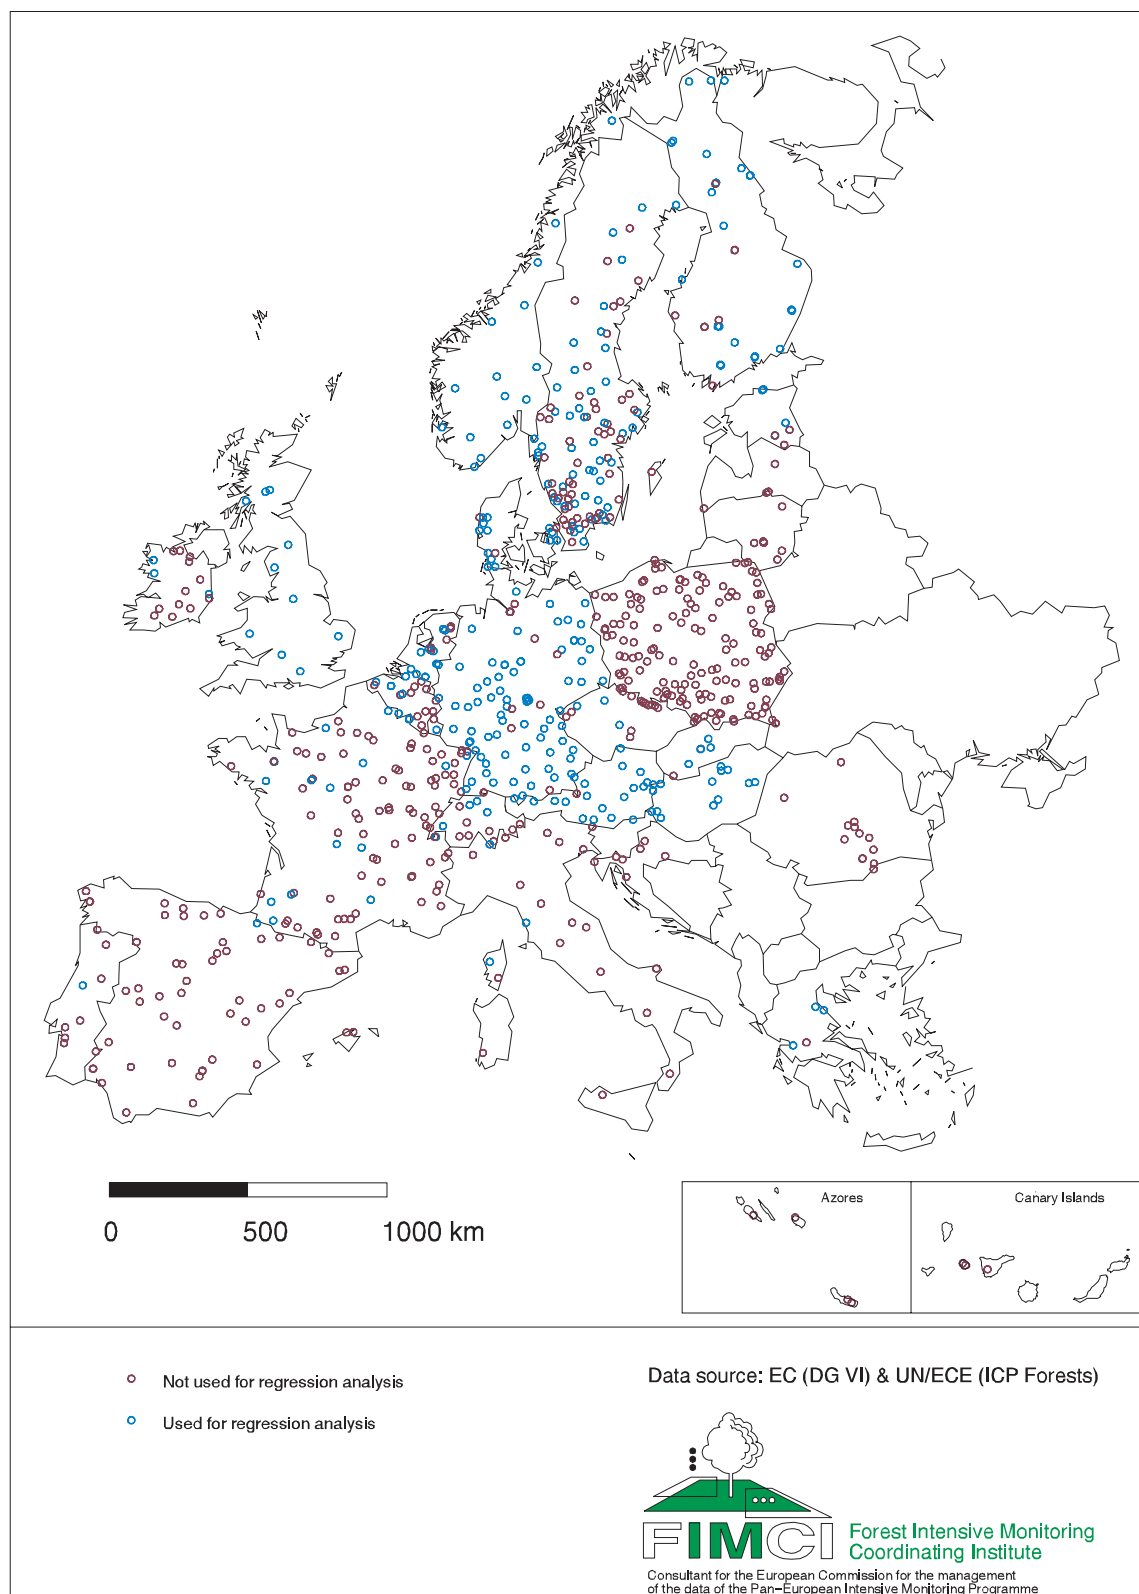 Azores
Canary Islands
0 500 1000 km
Not used for regression analysis
Used for regression analysis
Data source: EC (DG VI) & UN/ECE (ICP Forests)
FIMCI
Forest Intensive Monitoring
Coordinating Institute
Consultant for the European Commission for the management
of the data of the Pan-European Intensive Monitoring Programme